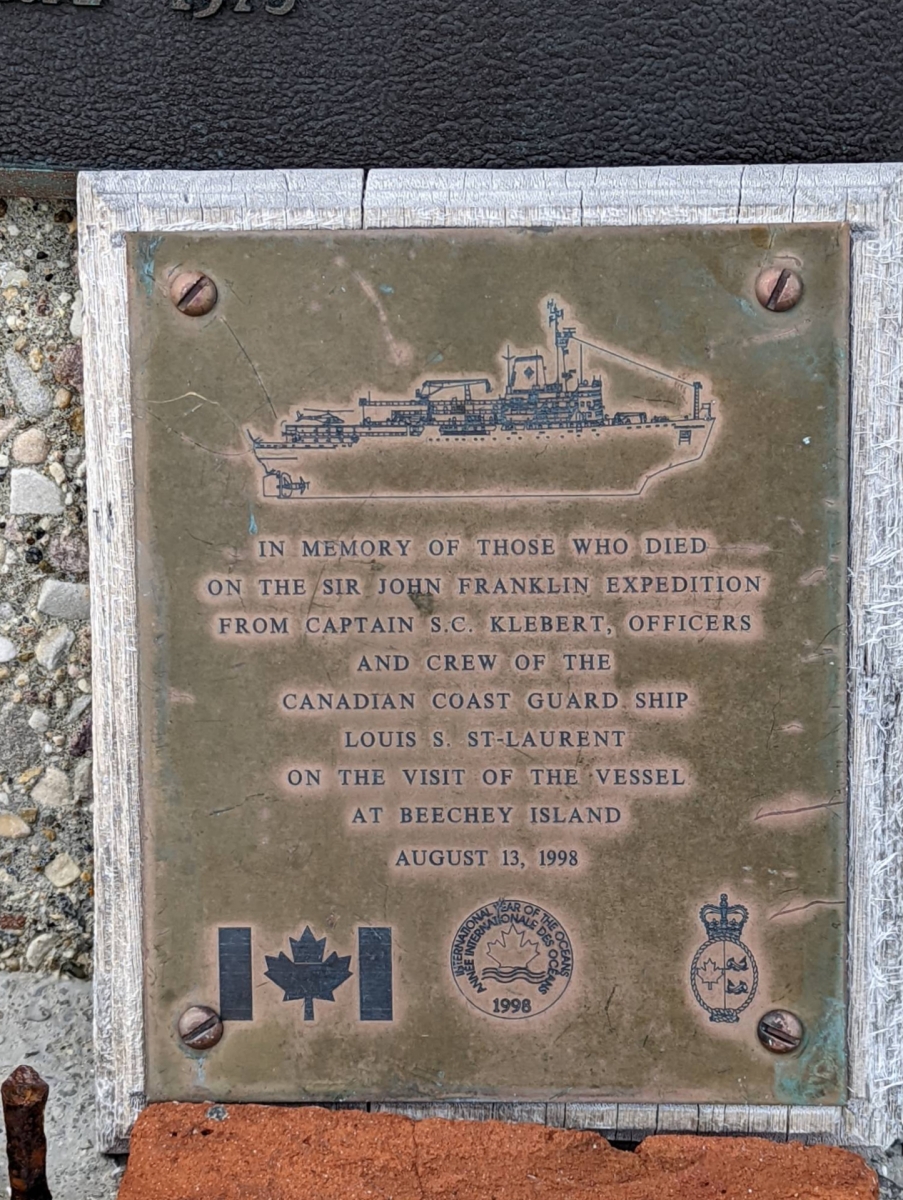 IN MEMORY OF THOSE WHO DIED
ON THE SIR JOHN FRANKLIN EXPEDITION
FROM CAPTAIN S.C. KLEBERT, OFFICERS
AND CREW OF THE
CANADIAN COAST GUARD SHIP
LOUIS S. ST-LAURENT
ON THE VISIT OF THE VESSEL
AT BEECHEY ISLAND
AUGUST 13, 1998
INTERNATIONAL YEAR OF THE OCEANS
ANNÉE INTERNATIONALE DES OCÉANS
1998